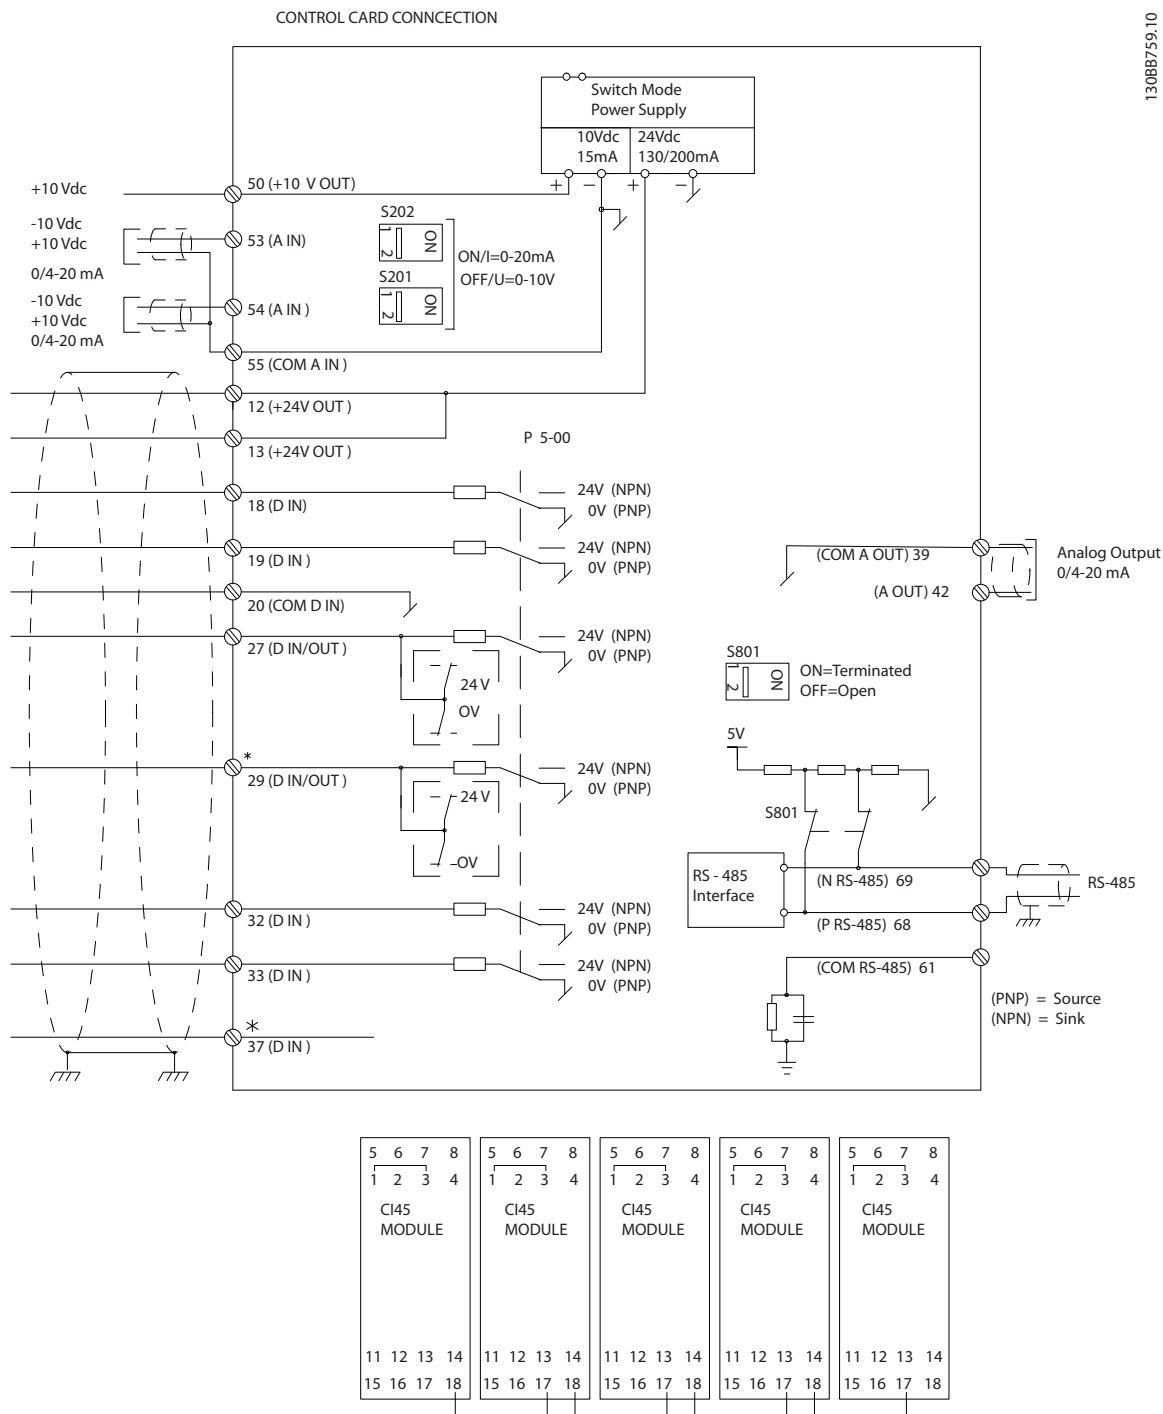 CONTROL CARD CONNCECTION
130BB759.10
Switch Mode
Power Supply
10Vdc
15mA
24Vdc
130/200mA
+ − + −
+10 Vdc
50 (+10 V OUT)
-10 Vdc
+10 Vdc
0/4-20 mA
53 (A IN)
S202
1
2
ON
ON/I=0-20mA
OFF/U=0-10V
S201
1
2
ON
-10 Vdc
+10 Vdc
0/4-20 mA
54 (A IN )
55 (COM A IN )
12 (+24V OUT )
13 (+24V OUT )
P 5-00
18 (D IN)
24V (NPN)
0V (PNP)
19 (D IN )
24V (NPN)
0V (PNP)
(COM A OUT) 39
Analog Output
0/4-20 mA
(A OUT) 42
20 (COM D IN)
27 (D IN/OUT )
24V (NPN)
0V (PNP)
24 V
OV
S801
1
2
ON
ON=Terminated
OFF=Open
5V
*
29 (D IN/OUT )
24V (NPN)
0V (PNP)
24 V
OV
S801
RS - 485
Interface
(N RS-485) 69
RS-485
(P RS-485) 68
32 (D IN )
24V (NPN)
0V (PNP)
(COM RS-485) 61
33 (D IN )
24V (NPN)
0V (PNP)
(PNP) = Source
(NPN) = Sink
*
37 (D IN )
5 6 7 8
1 2 3 4
CI45
MODULE
11 12 13 14
15 16 17 18
5 6 7 8
1 2 3 4
CI45
MODULE
11 12 13 14
15 16 17 18
5 6 7 8
1 2 3 4
CI45
MODULE
11 12 13 14
15 16 17 18
5 6 7 8
1 2 3 4
CI45
MODULE
11 12 13 14
15 16 17 18
5 6 7 8
1 2 3 4
CI45
MODULE
11 12 13 14
15 16 17 18